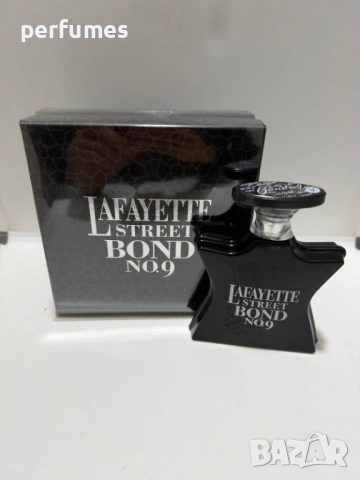 perfumes
LAFAYETTE
STREET
BOND
NO.9
LAFAYETTE
STREET
BOND
NO.9
BAZAR